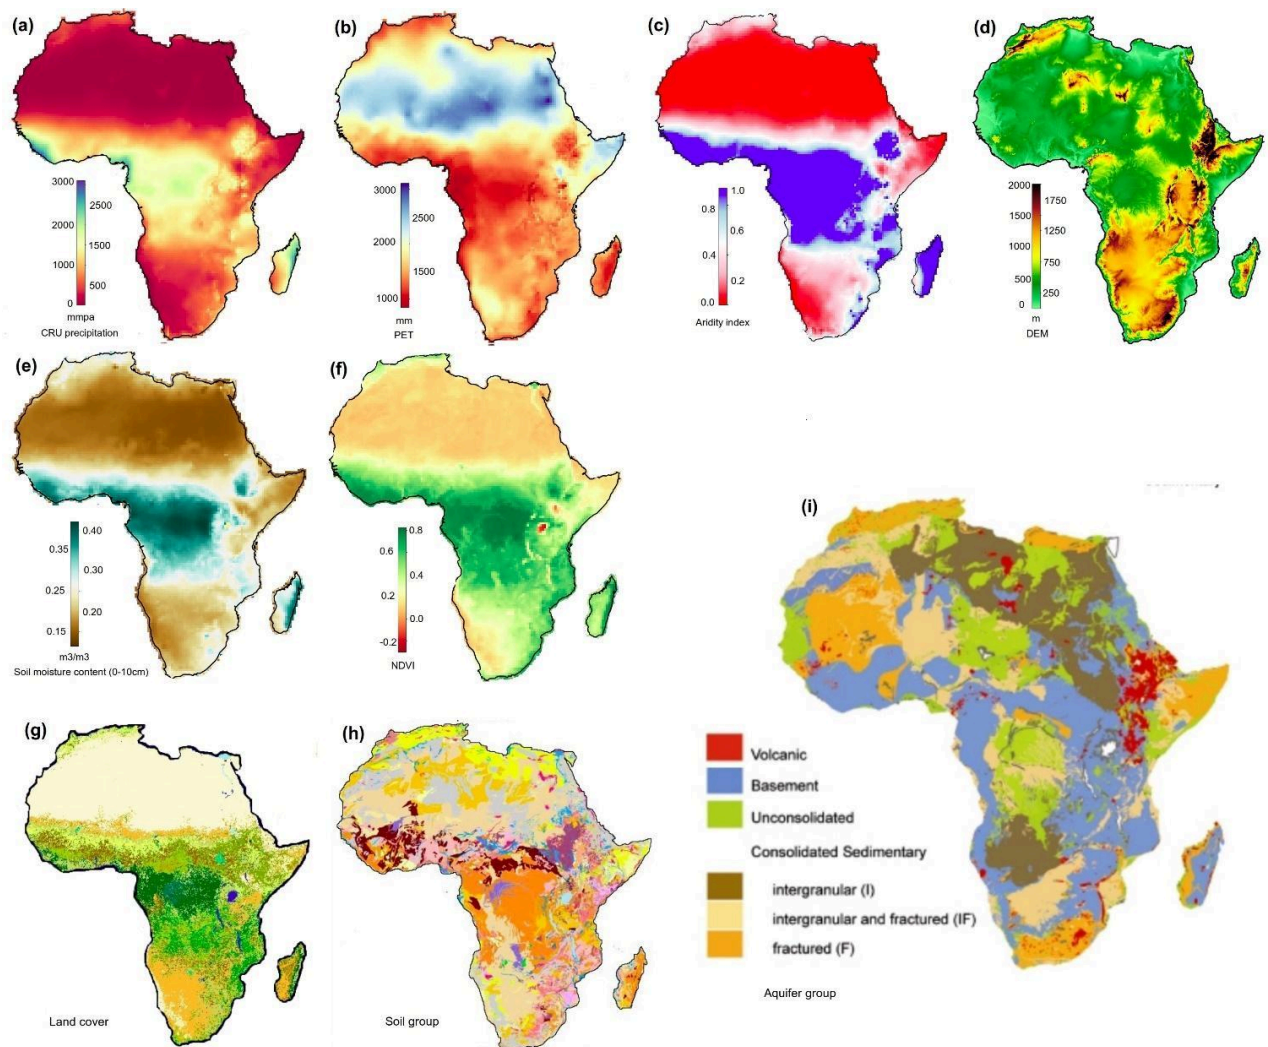 (a)
3000
2500
2000
1500
1000
500
0
mmpa
CRU precipitation
(b)
3000
2500
2000
1500
1000
mm
PET
(c)
1.0
0.8
0.6
0.4
0.2
0.0
Aridity index
(d)
2000
1750
1500
1250
1000
750
500
250
0
m
DEM
(e)
0.40
0.35
0.30
0.25
0.20
0.15
m3/m3
Soil moisture content (0-10cm)
(f)
0.8
0.6
0.4
0.2
0.0
-0.2
NDVI
(g)
Land cover
(h)
Soil group
(i)
Volcanic
Basement
Unconsolidated
Consolidated Sedimentary
intergranular (I)
intergranular and fractured (IF)
fractured (F)
Aquifer group